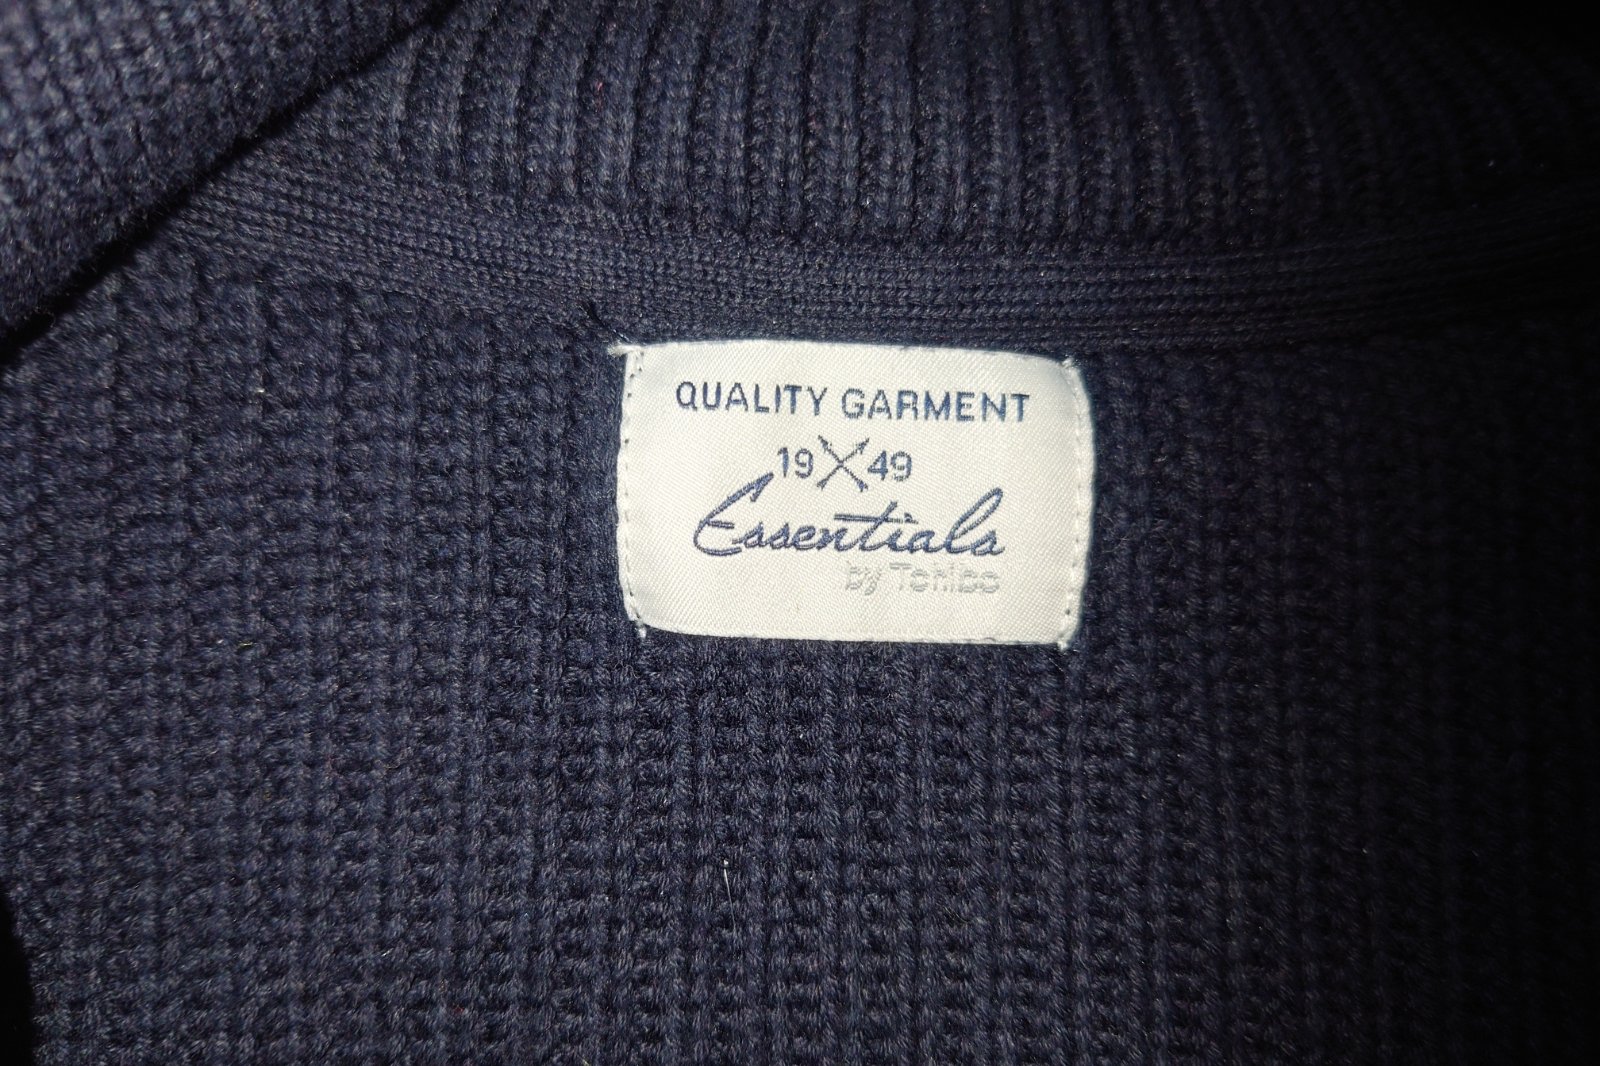 QUALITY GARMENT
19 49
Essentials
by Tchibo